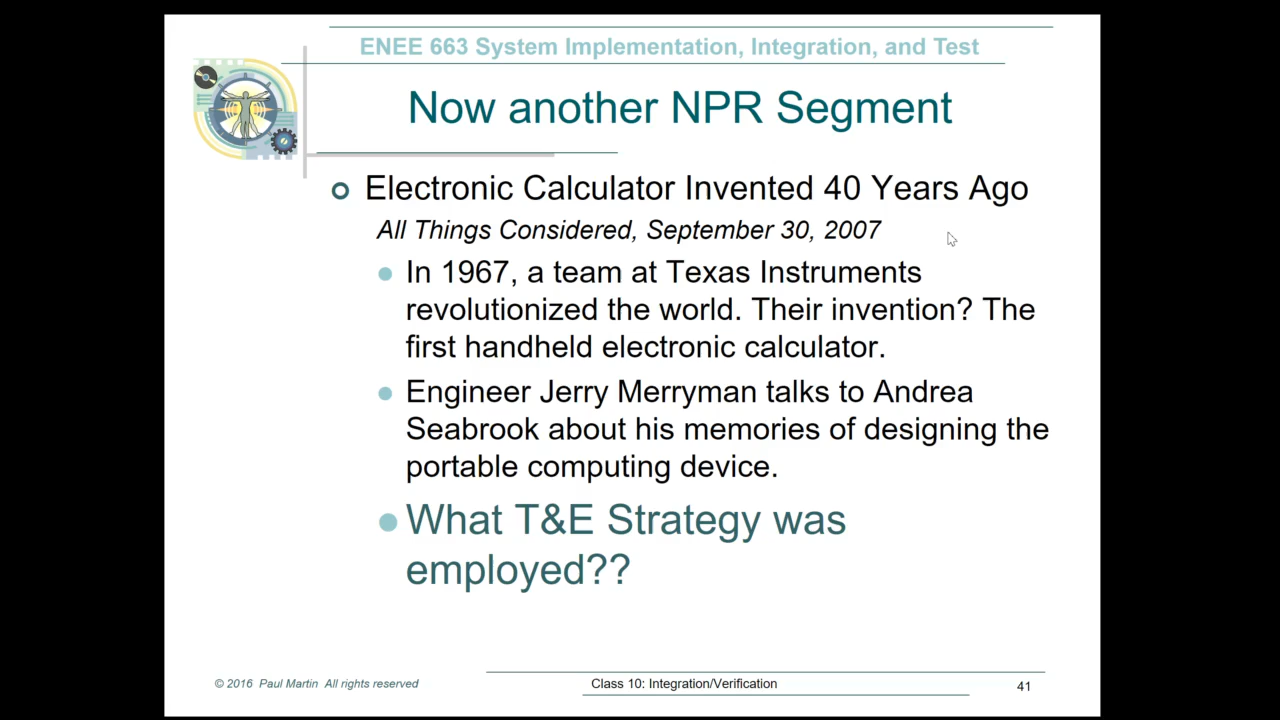 ENEE 663 System Implementation, Integration, and Test
Now another NPR Segment
Electronic Calculator Invented 40 Years Ago
All Things Considered, September 30, 2007
In 1967, a team at Texas Instruments
revolutionized the world. Their invention? The
first handheld electronic calculator.
Engineer Jerry Merryman talks to Andrea
Seabrook about his memories of designing the
portable computing device.
What T&E Strategy was
employed??
© 2016 Paul Martin All rights reserved
Class 10: Integration/Verification
41